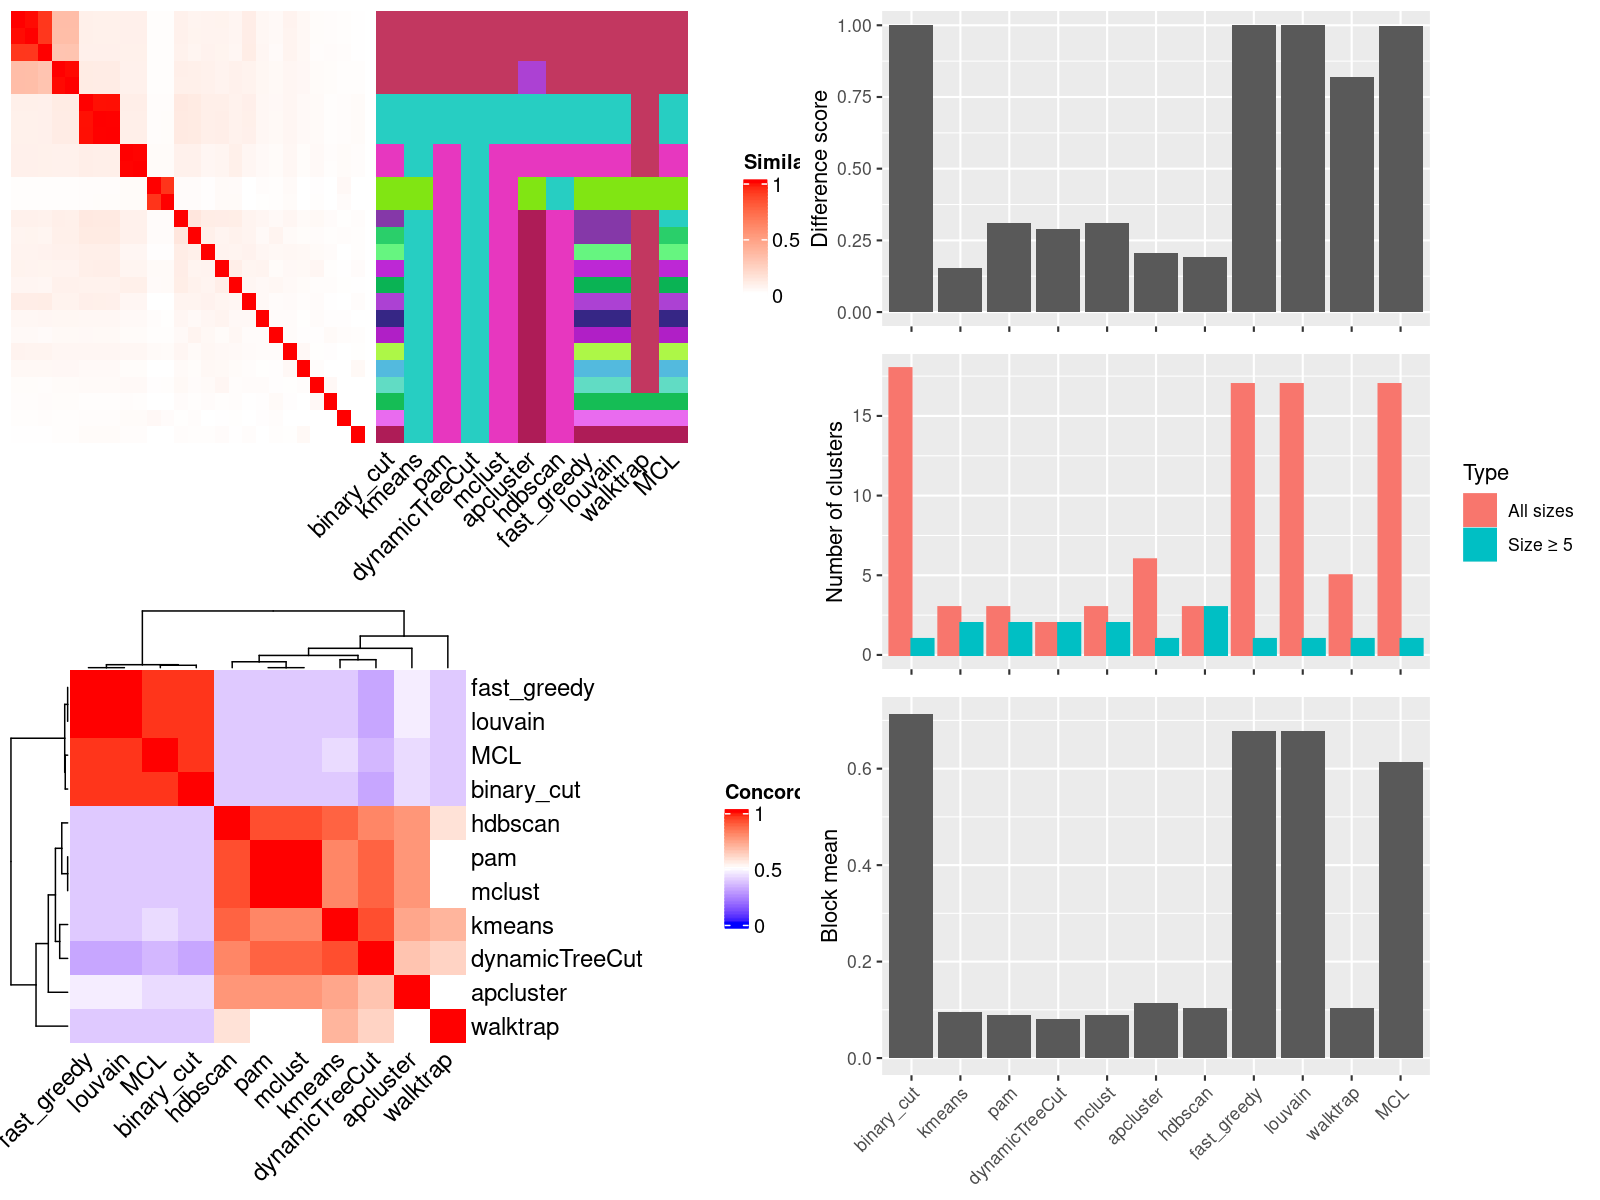 Simila
1
0.5
0
binary_cut
kmeans
pam
dynamicTreeCut
mclust
apcluster
hdbscan
fast_greedy
louvain
walktrap
MCL
fast_greedy
louvain
MCL
binary_cut
hdbscan
pam
mclust
kmeans
dynamicTreeCut
apcluster
walktrap
fast_greedy
louvain
MCL
binary_cut
hdbscan
pam
mclust
kmeans
dynamicTreeCut
apcluster
walktrap
Concord
1
0.5
0
Difference score
1.00
0.75
0.50
0.25
0.00
Number of clusters
15
10
5
0
Type
All sizes
Size ≥ 5
Block mean
0.6
0.4
0.2
0.0
binary_cut
kmeans
pam
dynamicTreeCut
mclust
apcluster
hdbscan
fast_greedy
louvain
walktrap
MCL